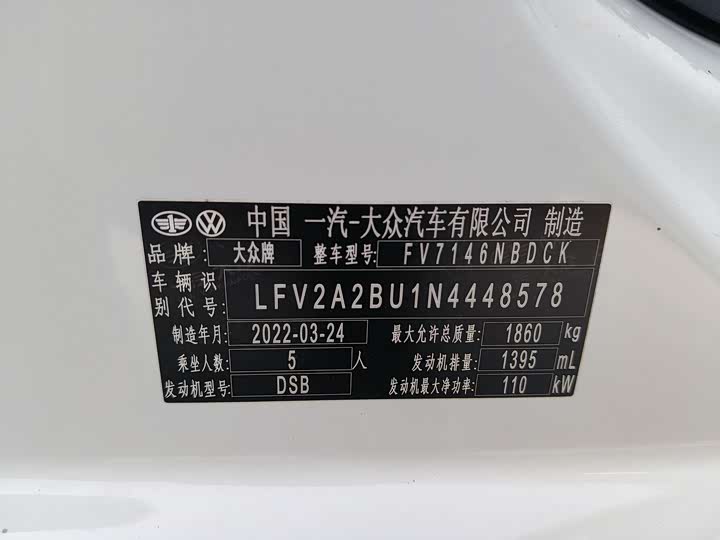 中国 一汽-大众汽车有限公司 制造
品牌: 大众牌 整车型号: FV7146NBDCK
车辆识别代号: LFV2A2BU1N4448578
制造年月: 2022-03-24 最大允许总质量: 1860 kg
乘坐人数: 5 人 发动机排量: 1395 mL
发动机型号: DSB 发动机最大净功率: 110 kW